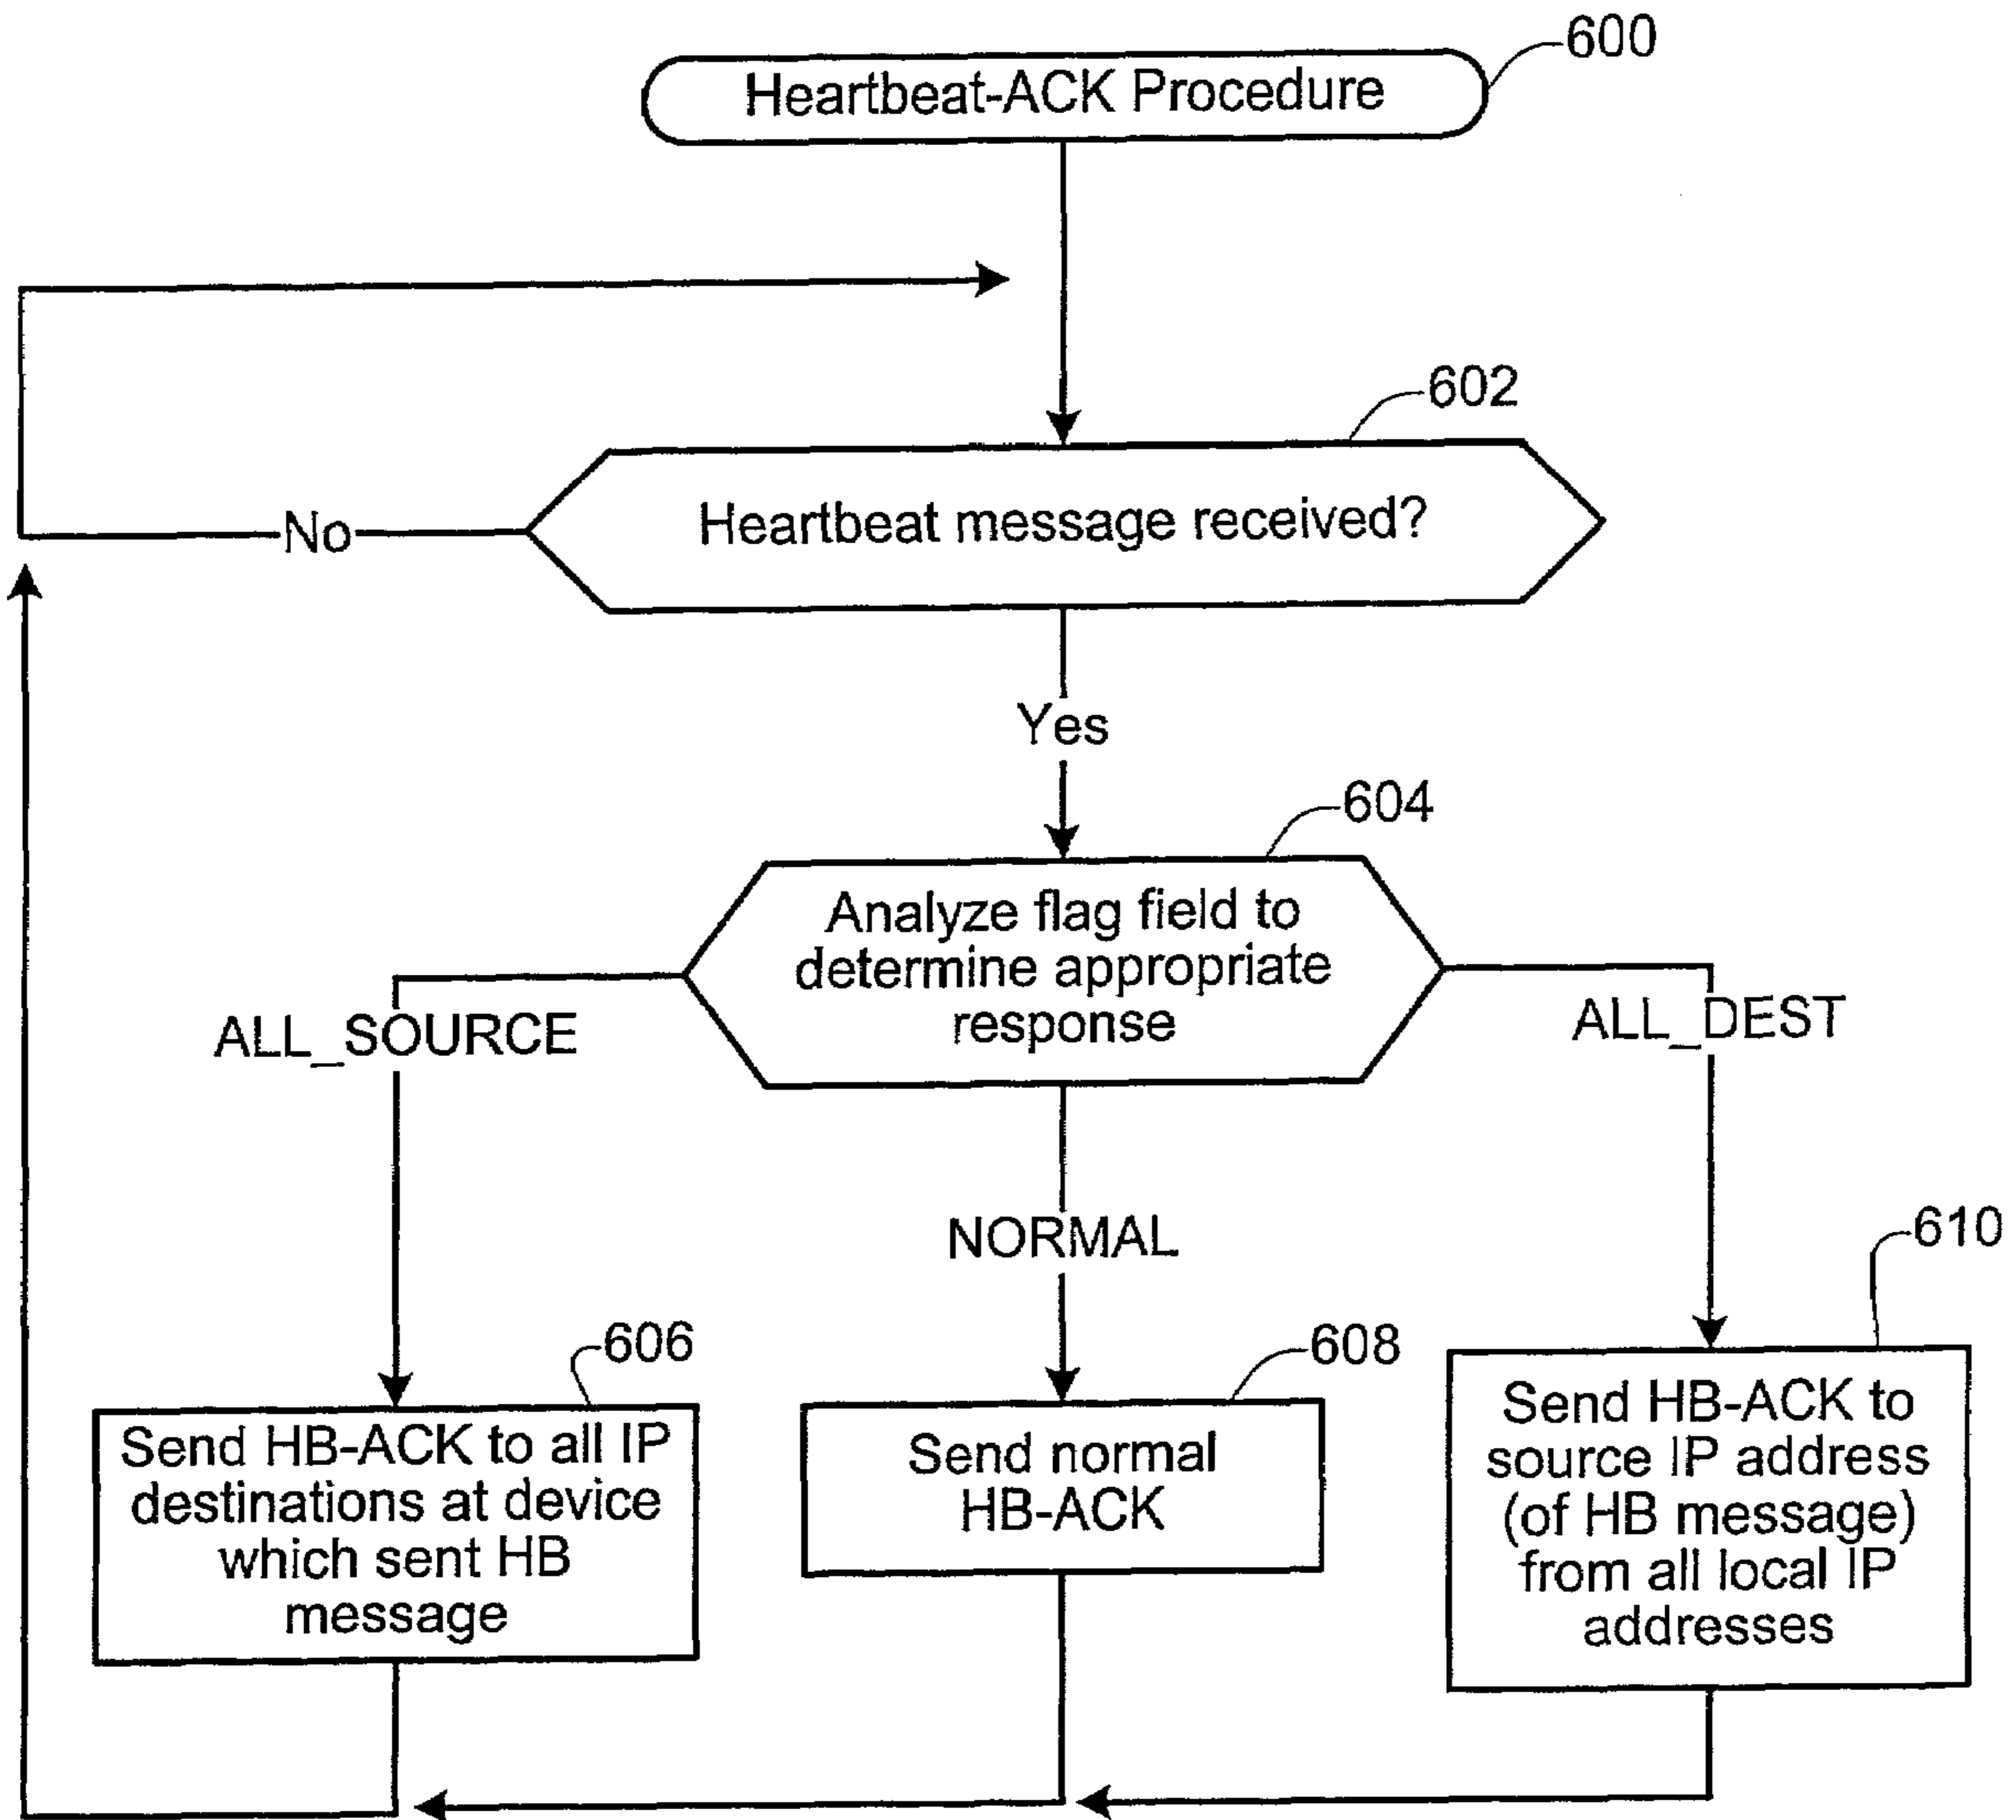 600
Heartbeat-ACK Procedure
602
Heartbeat message received?
No
Yes
604
Analyze flag field to
determine appropriate
response
ALL_SOURCE
ALL_DEST
NORMAL
606
608
610
Send HB-ACK to all IP
destinations at device
which sent HB
message
Send normal
HB-ACK
Send HB-ACK to
source IP address
(of HB message)
from all local IP
addresses